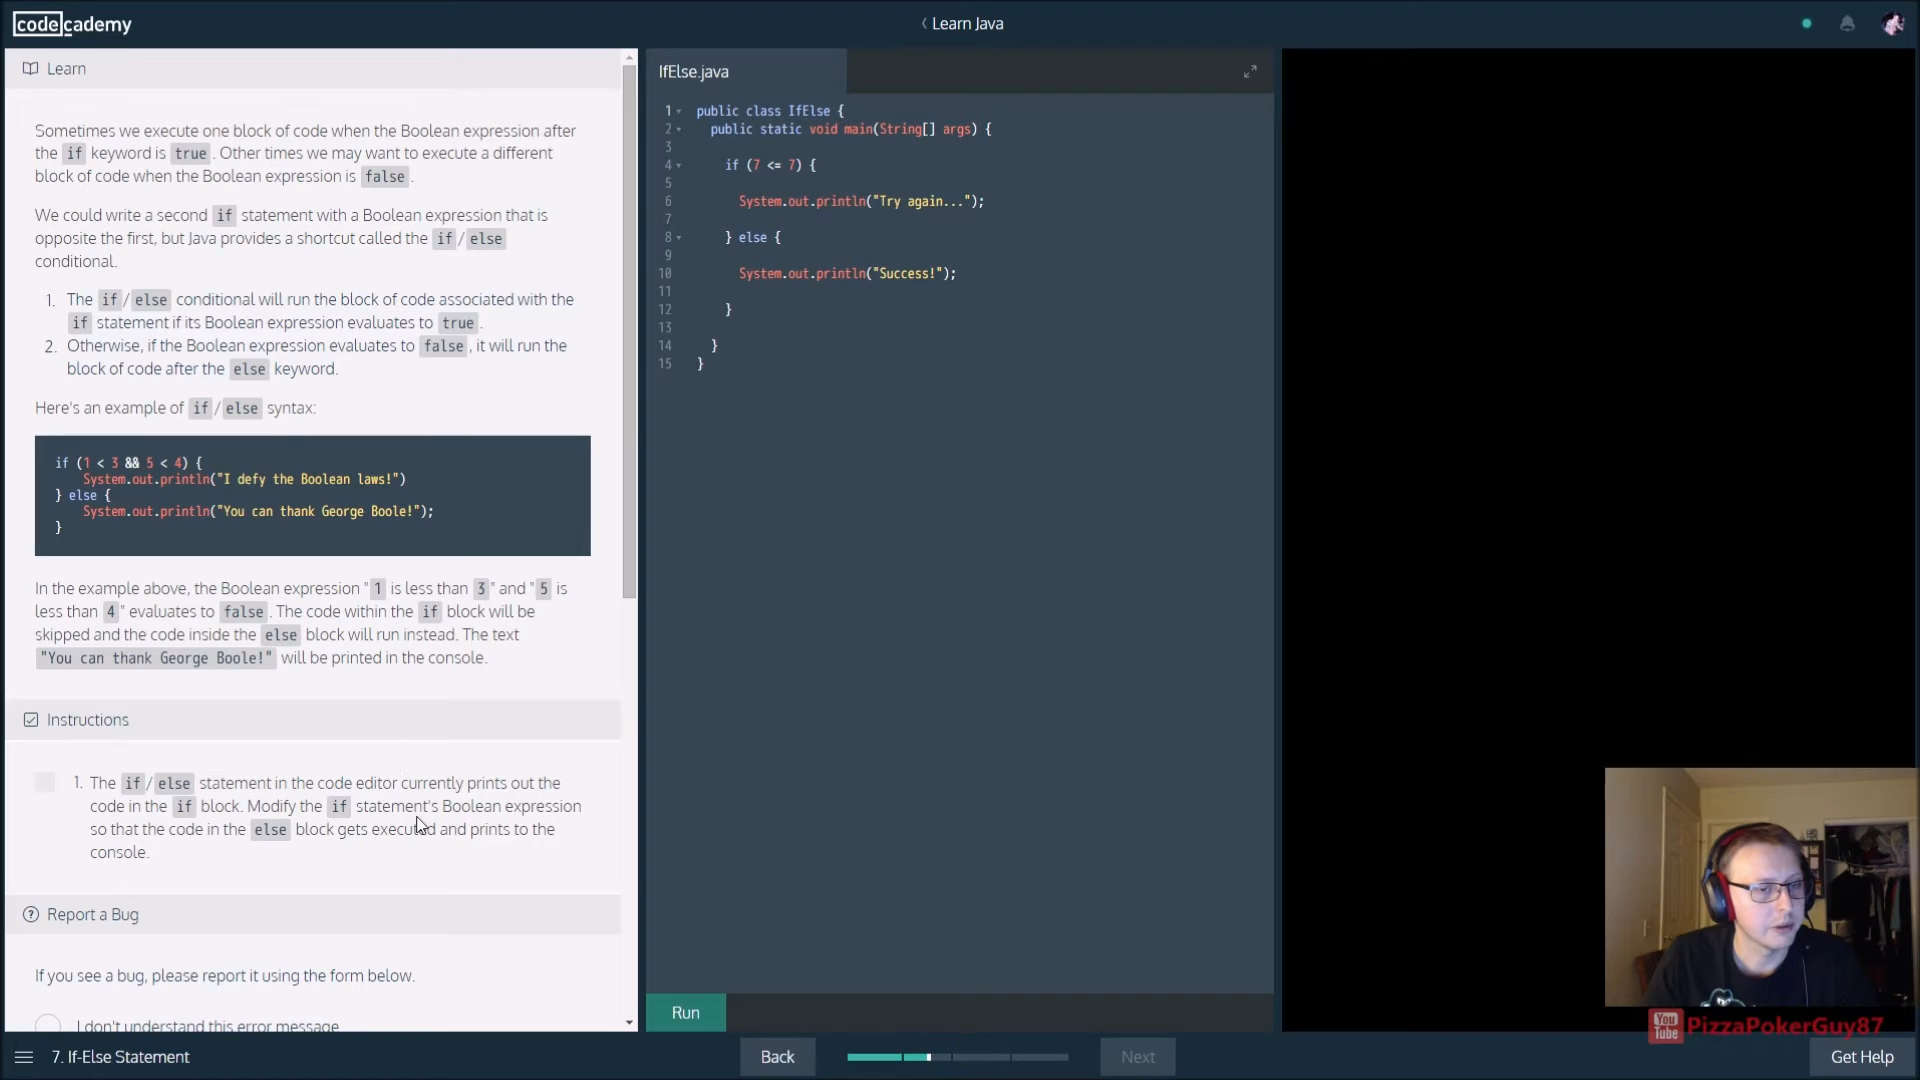 codecademy
Learn Java
Learn
Sometimes we execute one block of code when the Boolean expression after
the if keyword is true. Other times we may want to execute a different
block of code when the Boolean expression is false.
We could write a second if statement with a Boolean expression that is
opposite the first, but Java provides a shortcut called the if/else
conditional.
1. The if/else conditional will run the block of code associated with the
if statement if its Boolean expression evaluates to true.
2. Otherwise, if the Boolean expression evaluates to false, it will run the
block of code after the else keyword.
Here's an example of if/else syntax:
if (1 < 3 && 5 < 4) {
System.out.println("I defy the Boolean laws!")
} else {
System.out.println("You can thank George Boole!");
}
In the example above, the Boolean expression "1 is less than 3" and "5 is
less than 4" evaluates to false. The code within the if block will be
skipped and the code inside the else block will run instead. The text
"You can thank George Boole!" will be printed in the console.
Instructions
1. The if/else statement in the code editor currently prints out the
code in the if block. Modify the if statement's Boolean expression
so that the code in the else block gets executed and prints to the
console.
Report a Bug
If you see a bug, please report it using the form below.
I don't understand this error message
IfElse.java
1 public class IfElse {
2 public static void main(String[] args) {
3
4 if (7 <= 7) {
5
6 System.out.println("Try again...");
7
8 } else {
9
10 System.out.println("Success!");
11
12 }
13
14 }
15 }
Run
You Tube PizzaPokerGuy87
7. If-Else Statement
Back
Next
Get Help